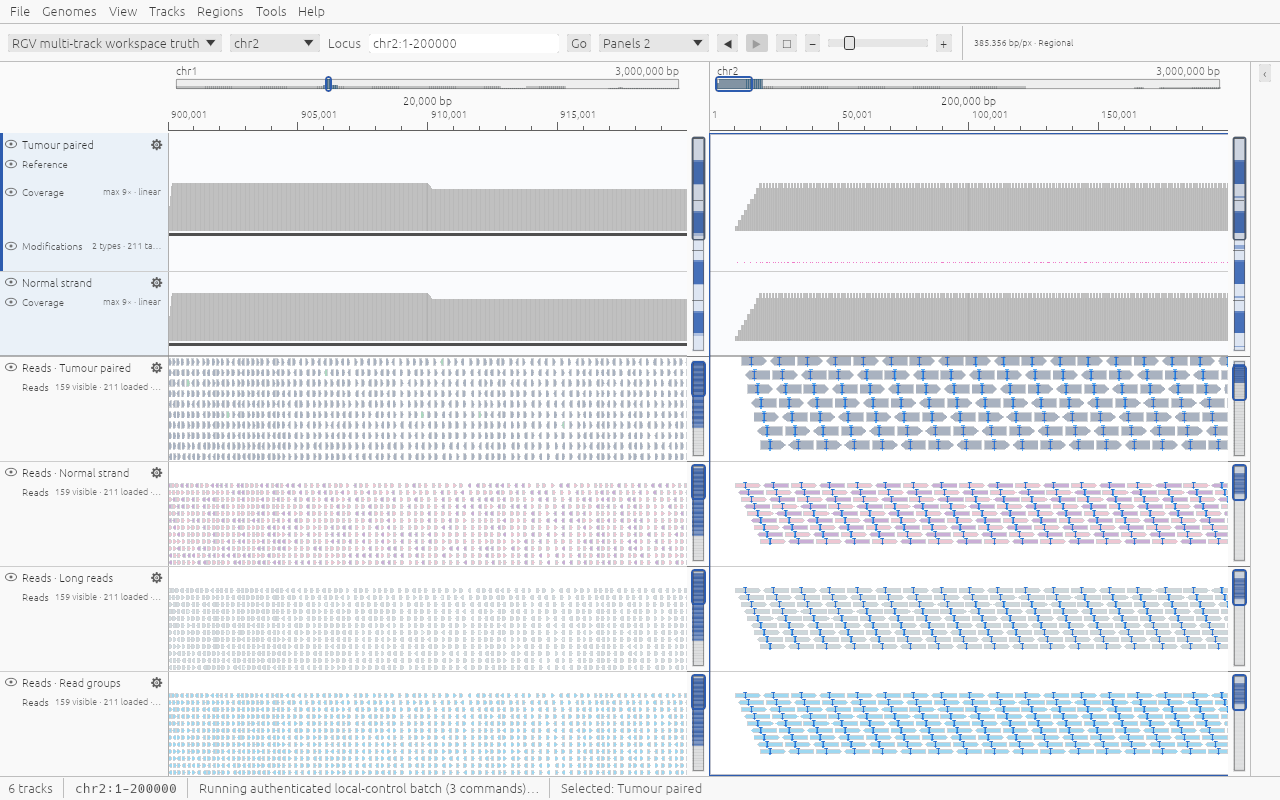 File Genomes View Tracks Regions Tools Help
RGV multi-track workspace truth chr2 Locus chr2:1-200000 Go Panels 2 385.356 bp/px · Regional
chr1 3,000,000 bp chr2 3,000,000 bp
20,000 bp 200,000 bp
900,001 905,001 910,001 915,001 1 50,001 100,001 150,001
Tumour paired
Reference
Coverage max 9× · linear
Modifications 2 types · 211 ta…
Normal strand
Coverage max 9× · linear
Reads · Tumour paired
Reads 159 visible · 211 loaded ·…
Reads · Normal strand
Reads 159 visible · 211 loaded ·…
Reads · Long reads
Reads 159 visible · 211 loaded ·…
Reads · Read groups
Reads 159 visible · 211 loaded ·…
6 tracks chr2:1-200000 Running authenticated local-control batch (3 commands)… Selected: Tumour paired